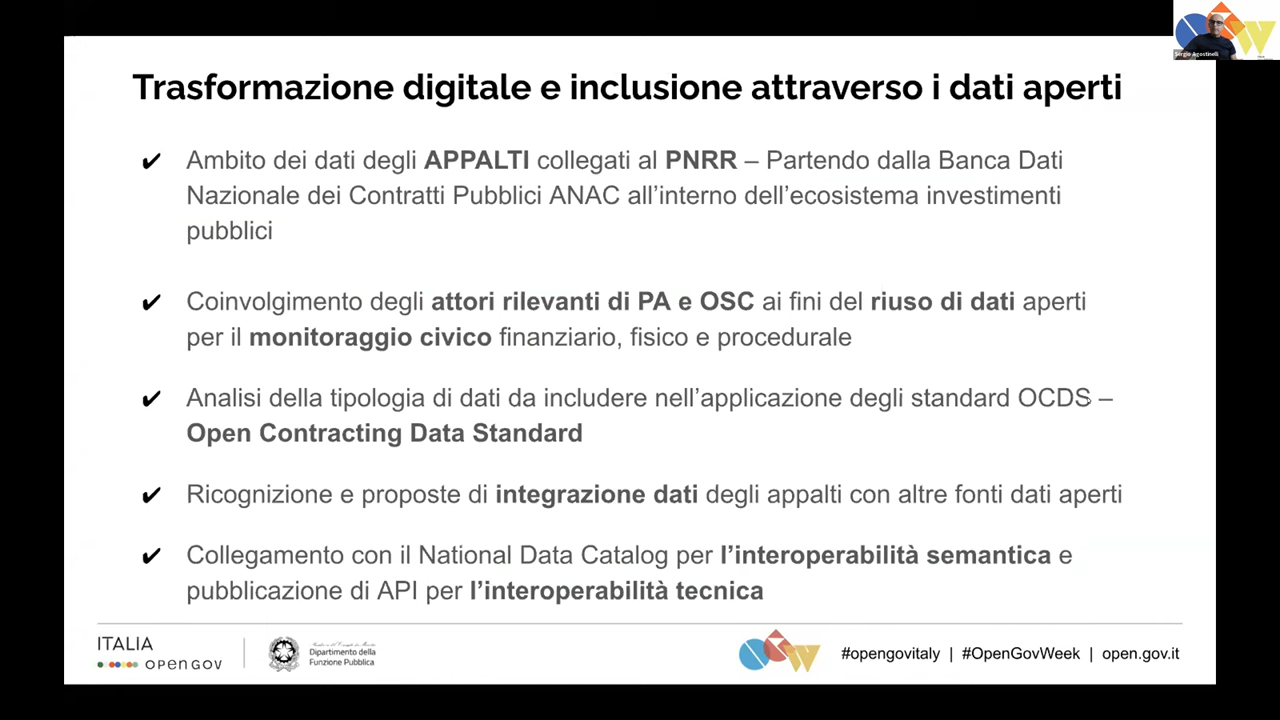 Sergio Agostinelli
Trasformazione digitale e inclusione attraverso i dati aperti
✔ Ambito dei dati degli APPALTI collegati al PNRR – Partendo dalla Banca Dati
Nazionale dei Contratti Pubblici ANAC all’interno dell’ecosistema investimenti
pubblici
✔ Coinvolgimento degli attori rilevanti di PA e OSC ai fini del riuso di dati aperti
per il monitoraggio civico finanziario, fisico e procedurale
✔ Analisi della tipologia di dati da includere nell’applicazione degli standard OCDS –
Open Contracting Data Standard
✔ Ricognizione e proposte di integrazione dati degli appalti con altre fonti dati aperti
✔ Collegamento con il National Data Catalog per l’interoperabilità semantica e
pubblicazione di API per l’interoperabilità tecnica
ITALIA
OPEN GOV
Dipartimento della
Funzione Pubblica
OGW
#opengovitaly | #OpenGovWeek | open.gov.it